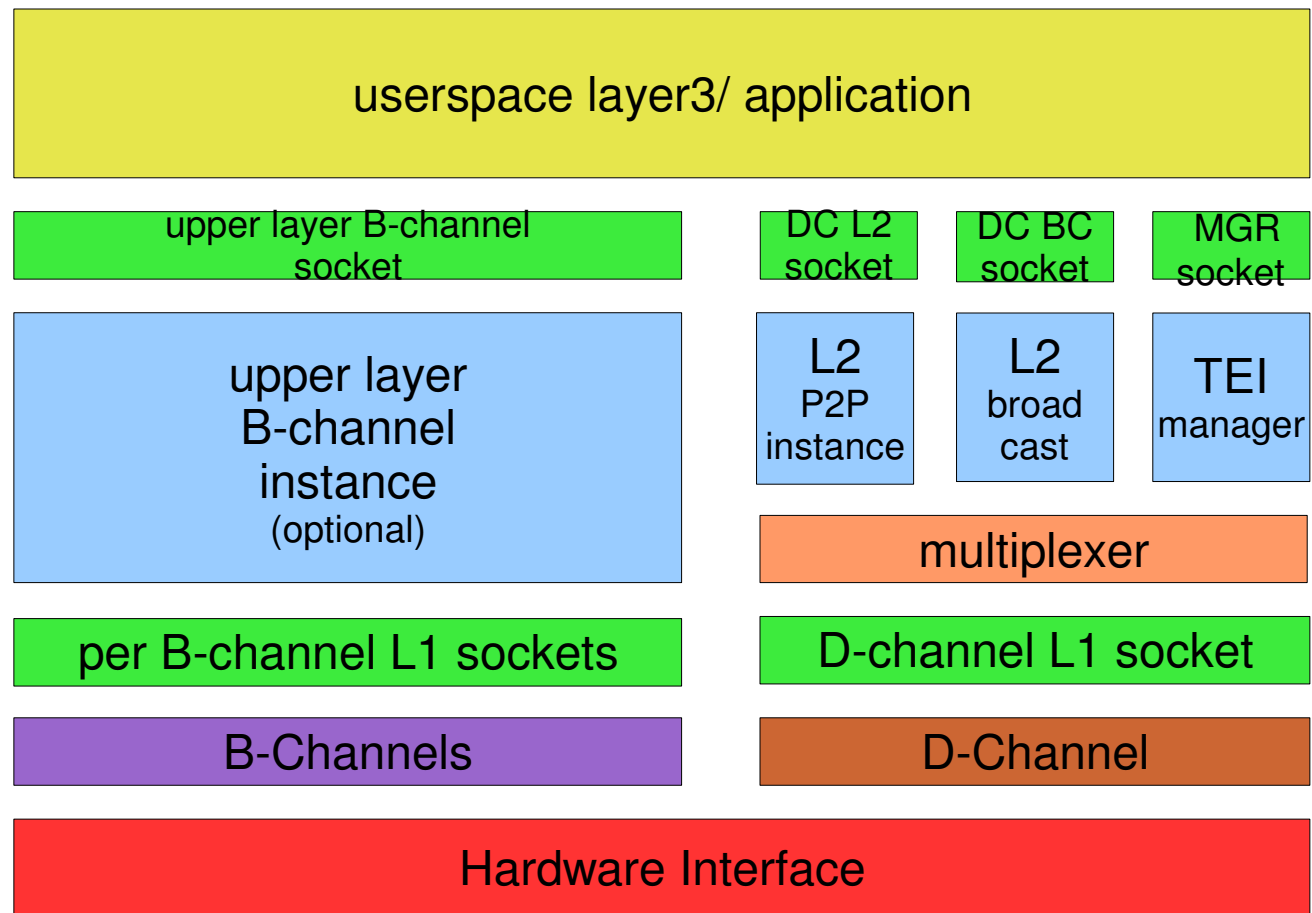 userspace layer3/ application
upper layer B-channel
socket
DC L2
socket
DC BC
socket
MGR
socket
upper layer
B-channel
instance
(optional)
L2
P2P
instance
L2
broad
cast
TEI
manager
multiplexer
per B-channel L1 sockets
D-channel L1 socket
B-Channels
D-Channel
Hardware Interface